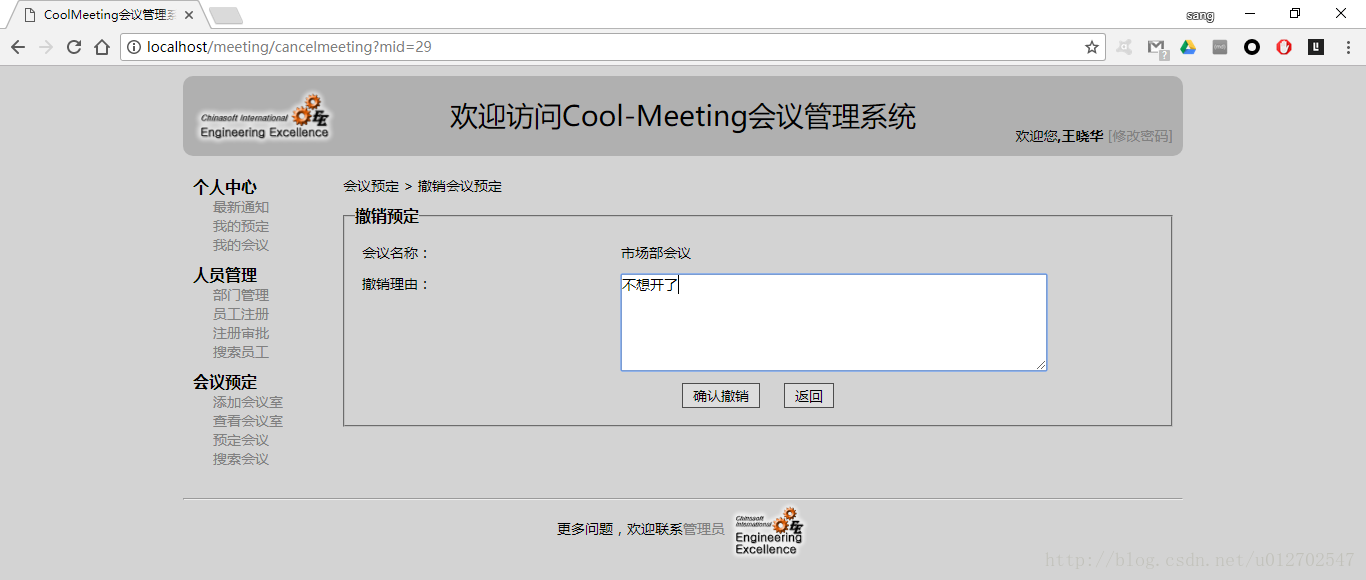 CoolMeeting会议管理系
sang
localhost/meeting/cancelmeeting?mid=29
Chinasoft International
Engineering Excellence
欢迎访问Cool-Meeting会议管理系统
欢迎您,王晓华 [修改密码]
个人中心
最新通知
我的预定
我的会议
人员管理
部门管理
员工注册
注册审批
搜索员工
会议预定
添加会议室
查看会议室
预定会议
搜索会议
会议预定 > 撤销会议预定
撤销预定
会议名称： 市场部会议
撤销理由： 不想开了
确认撤销 返回
更多问题，欢迎联系管理员
Chinasoft
International
Engineering
Excellence
http://blog.csdn.net/u012702547